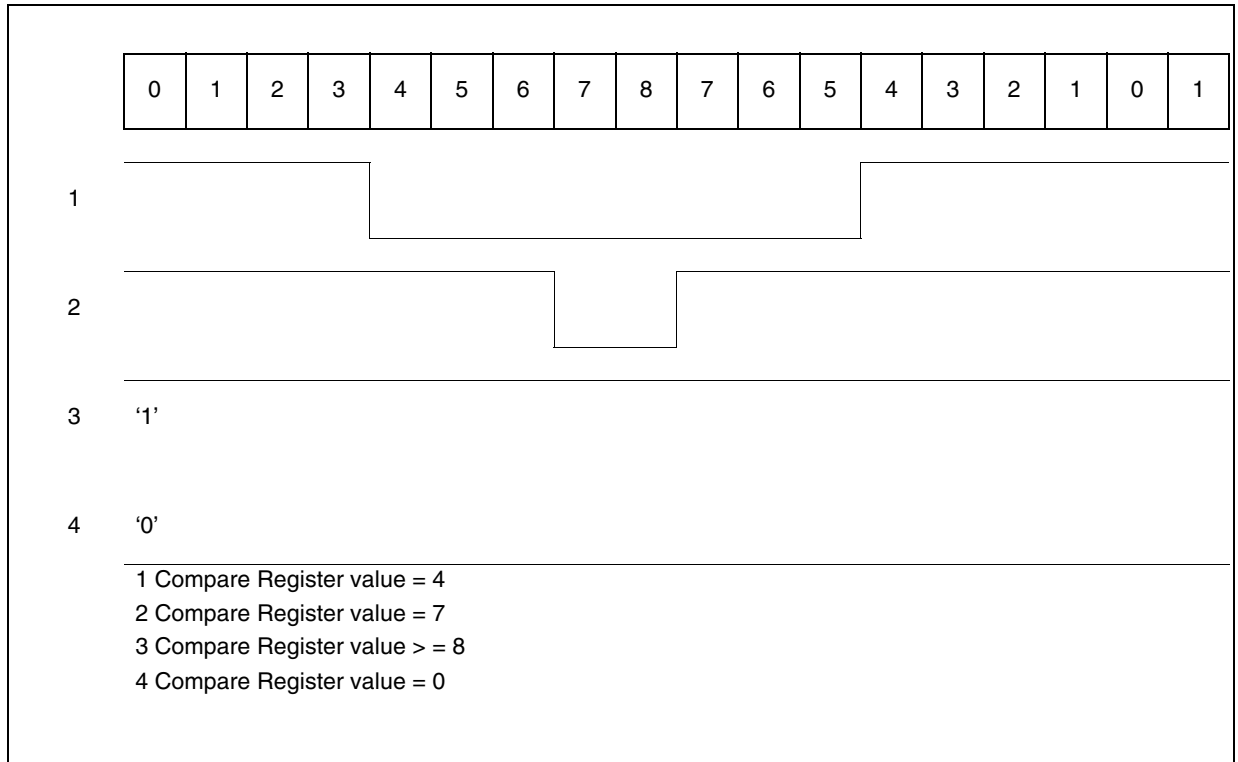 0 1 2 3 4 5 6 7 8 7 6 5 4 3 2 1 0 1
1
2
3 ‘1’
4 ‘0’
1 Compare Register value = 4
2 Compare Register value = 7
3 Compare Register value > = 8
4 Compare Register value = 0